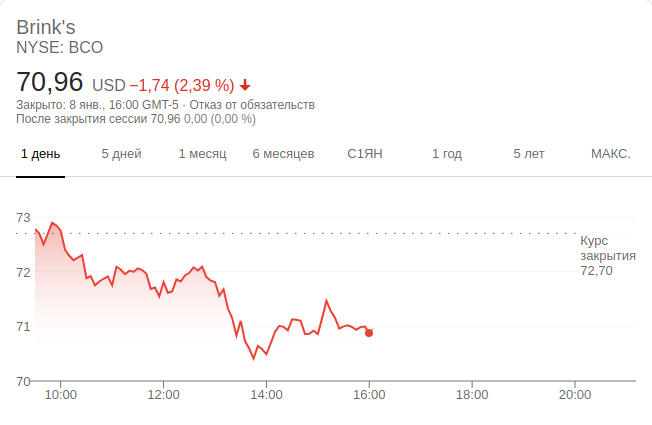 Brink's
NYSE: BCO
70,96 USD −1,74 (2,39 %)
Закрыто: 8 янв., 16:00 GMT-5 · Отказ от обязательств
После закрытия сессии 70,96 0,00 (0,00 %)
1 день 5 дней 1 месяц 6 месяцев С1ЯН 1 год 5 лет МАКС.
73
Курс
закрытия
72,70
72
71
70
10:00 12:00 14:00 16:00 18:00 20:00